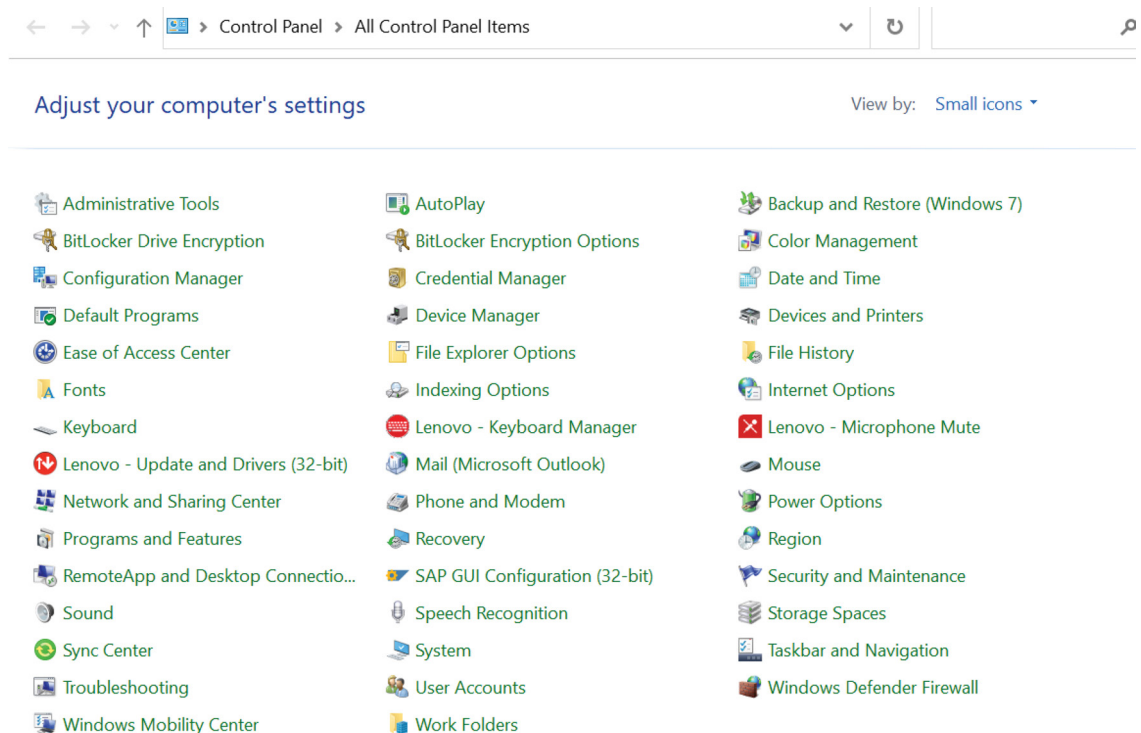 Control Panel > All Control Panel Items
Adjust your computer's settings
View by: Small icons
Administrative Tools
AutoPlay
Backup and Restore (Windows 7)
BitLocker Drive Encryption
BitLocker Encryption Options
Color Management
Configuration Manager
Credential Manager
Date and Time
Default Programs
Device Manager
Devices and Printers
Ease of Access Center
File Explorer Options
File History
Fonts
Indexing Options
Internet Options
Keyboard
Lenovo - Keyboard Manager
Lenovo - Microphone Mute
Lenovo - Update and Drivers (32-bit)
Mail (Microsoft Outlook)
Mouse
Network and Sharing Center
Phone and Modem
Power Options
Programs and Features
Recovery
Region
RemoteApp and Desktop Connectio...
SAP GUI Configuration (32-bit)
Security and Maintenance
Sound
Speech Recognition
Storage Spaces
Sync Center
System
Taskbar and Navigation
Troubleshooting
User Accounts
Windows Defender Firewall
Windows Mobility Center
Work Folders